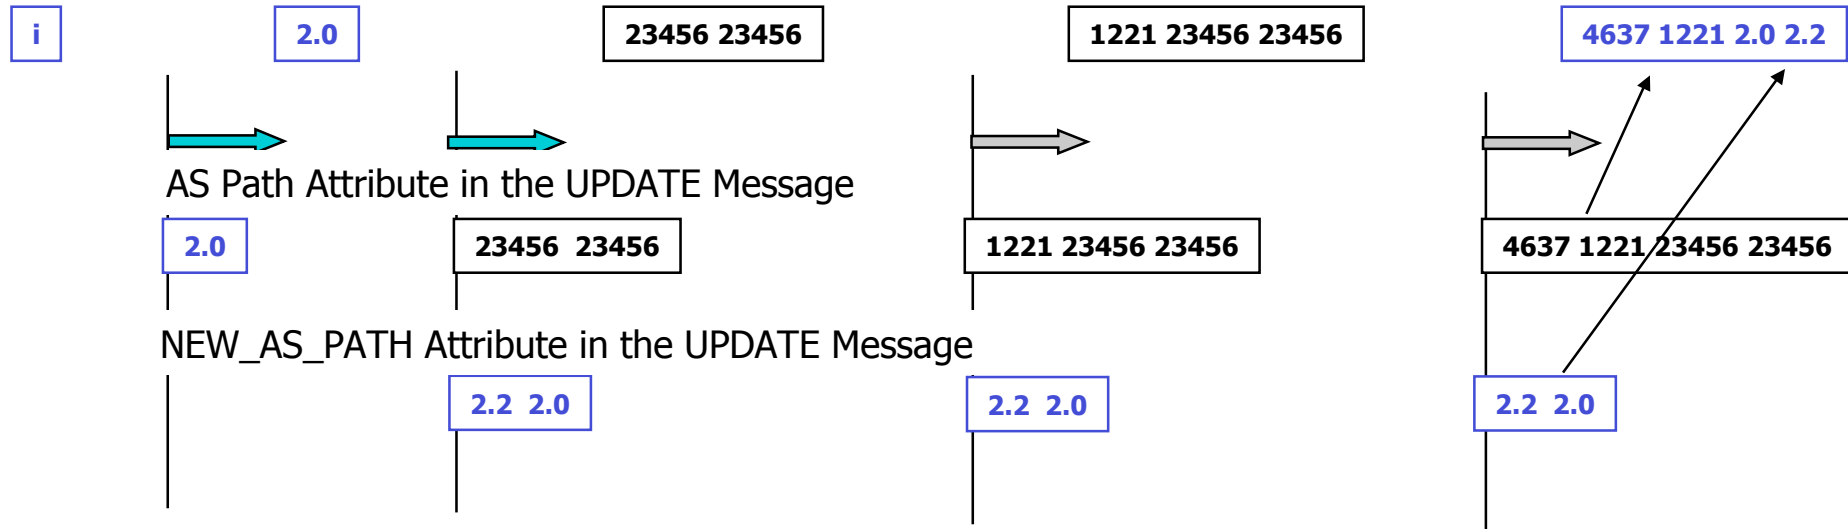 i 2.0 23456 23456 1221 23456 23456 4637 1221 2.0 2.2
AS Path Attribute in the UPDATE Message
2.0 23456 23456 1221 23456 23456 4637 1221 23456 23456
NEW_AS_PATH Attribute in the UPDATE Message
2.2 2.0 2.2 2.0 2.2 2.0